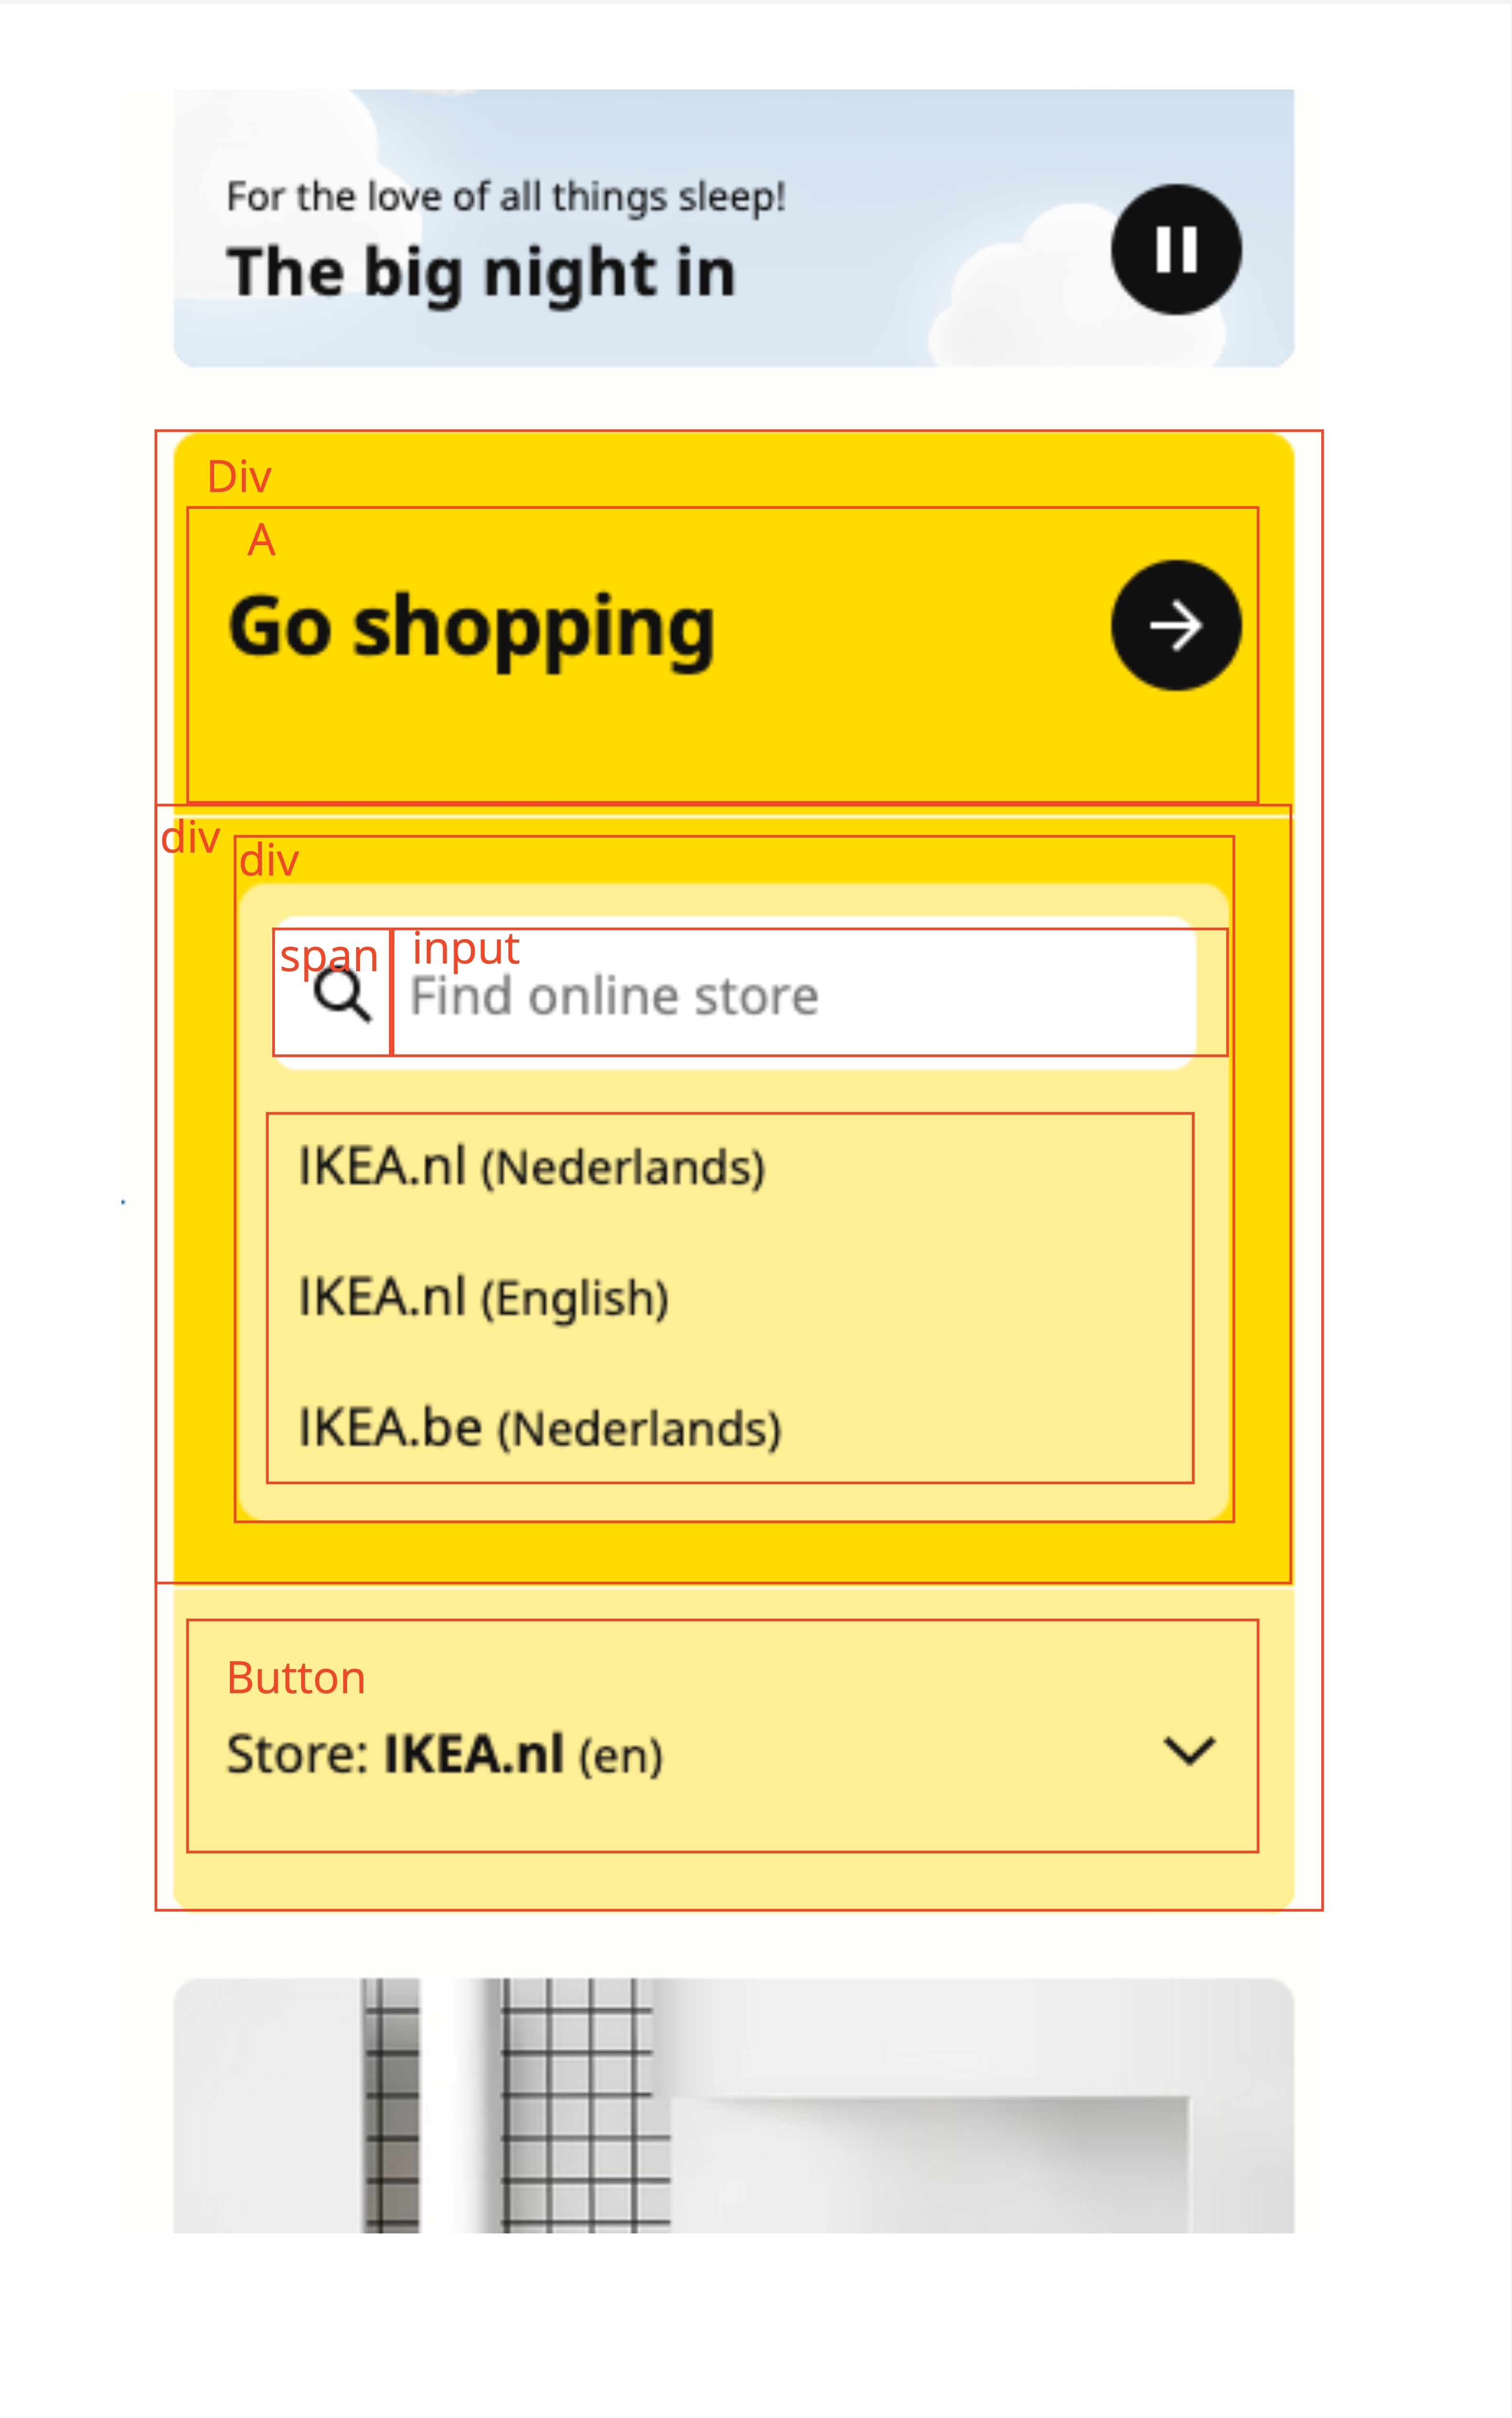 For the love of all things sleep!
The big night in
Div
A
Go shopping
div
div
span
input
Find online store
IKEA.nl (Nederlands)
IKEA.nl (English)
IKEA.be (Nederlands)
Button
Store: IKEA.nl (en)